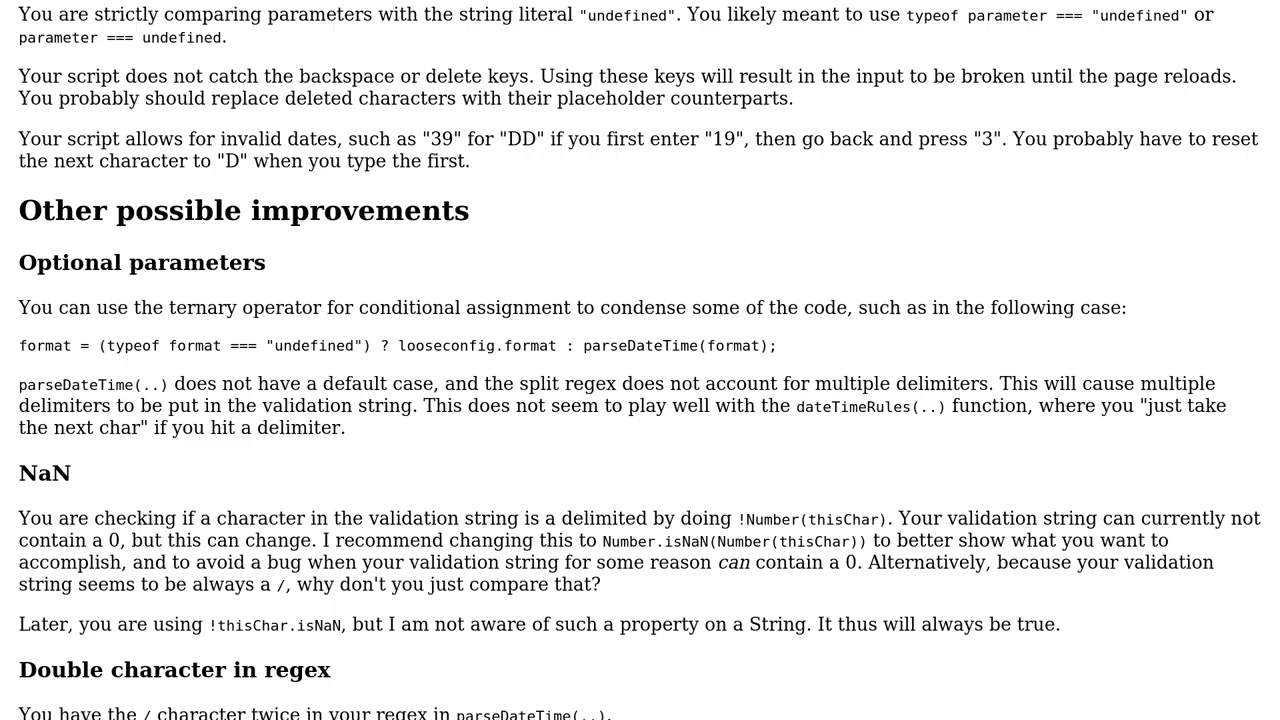 You are strictly comparing parameters with the string literal "undefined". You likely meant to use typeof parameter === "undefined" or
parameter === undefined.
Your script does not catch the backspace or delete keys. Using these keys will result in the input to be broken until the page reloads.
You probably should replace deleted characters with their placeholder counterparts.
Your script allows for invalid dates, such as "39" for "DD" if you first enter "19", then go back and press "3". You probably have to reset
the next character to "D" when you type the first.
Other possible improvements
Optional parameters
You can use the ternary operator for conditional assignment to condense some of the code, such as in the following case:
format = (typeof format === "undefined") ? looseconfig.format : parseDateTime(format);
parseDateTime(..) does not have a default case, and the split regex does not account for multiple delimiters. This will cause multiple
delimiters to be put in the validation string. This does not seem to play well with the dateTimeRules(..) function, where you "just take
the next char" if you hit a delimiter.
NaN
You are checking if a character in the validation string is a delimited by doing !Number(thisChar). Your validation string can currently not
contain a 0, but this can change. I recommend changing this to Number.isNaN(Number(thisChar)) to better show what you want to
accomplish, and to avoid a bug when your validation string for some reason can contain a 0. Alternatively, because your validation
string seems to be always a /, why don't you just compare that?
Later, you are using !thisChar.isNaN, but I am not aware of such a property on a String. It thus will always be true.
Double character in regex
You have the / character twice in your regex in parseDateTime(..).